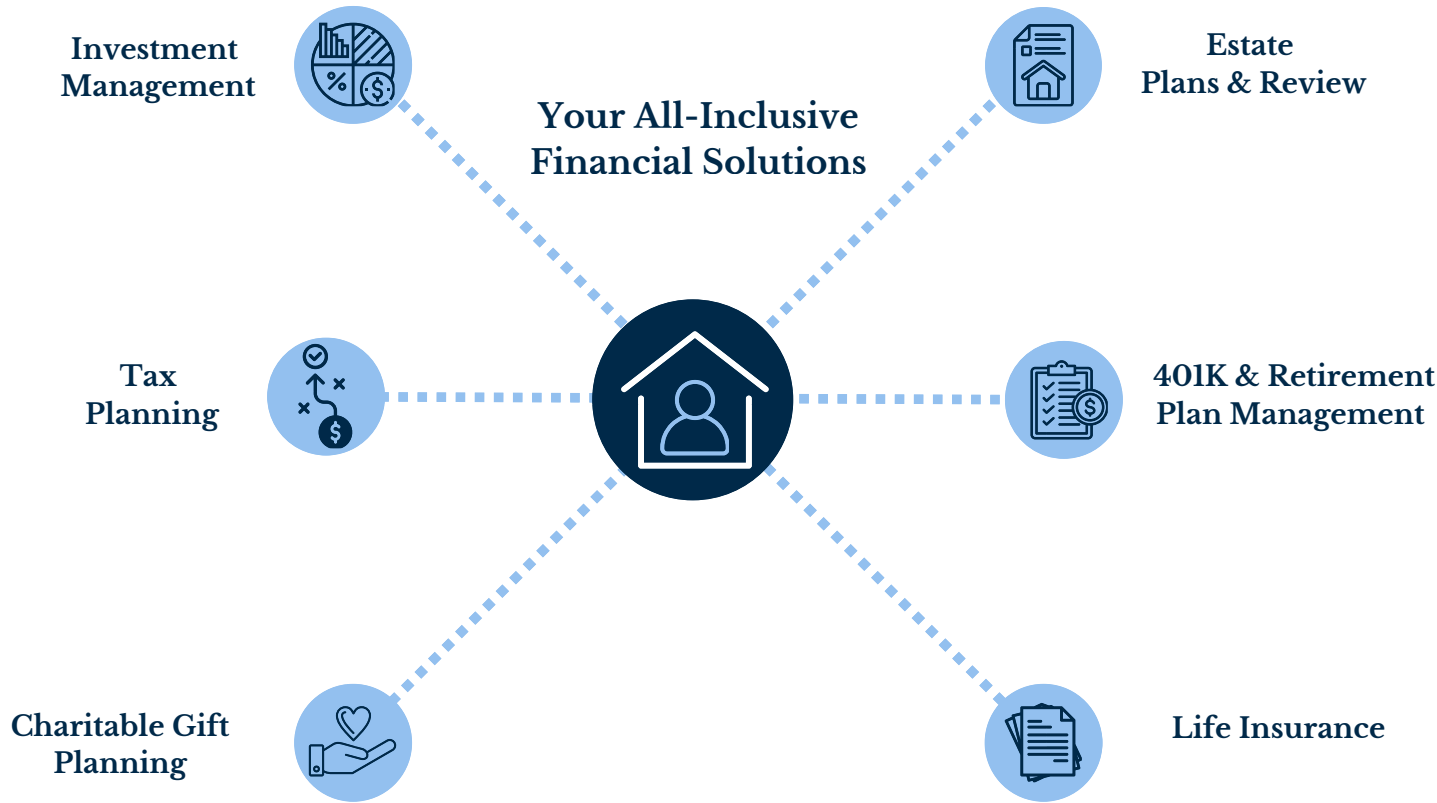 Investment
Management
Your All-Inclusive
Financial Solutions
Estate
Plans & Review
Tax
Planning
401K & Retirement
Plan Management
Charitable Gift
Planning
Life Insurance
%
$
$
$